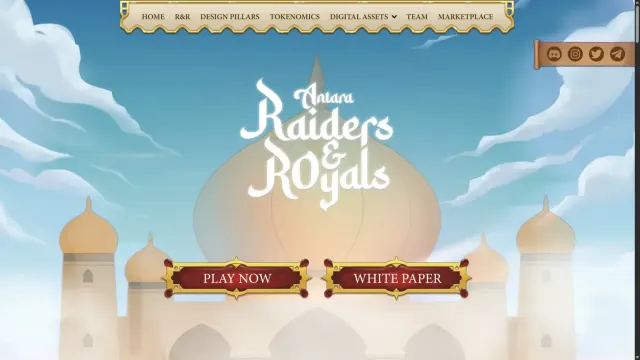 HOME R&R DESIGN PILLARS TOKENOMICS DIGITAL ASSETS TEAM MARKETPLACE
Antara
Raiders
&
ROyals
PLAY NOW WHITE PAPER